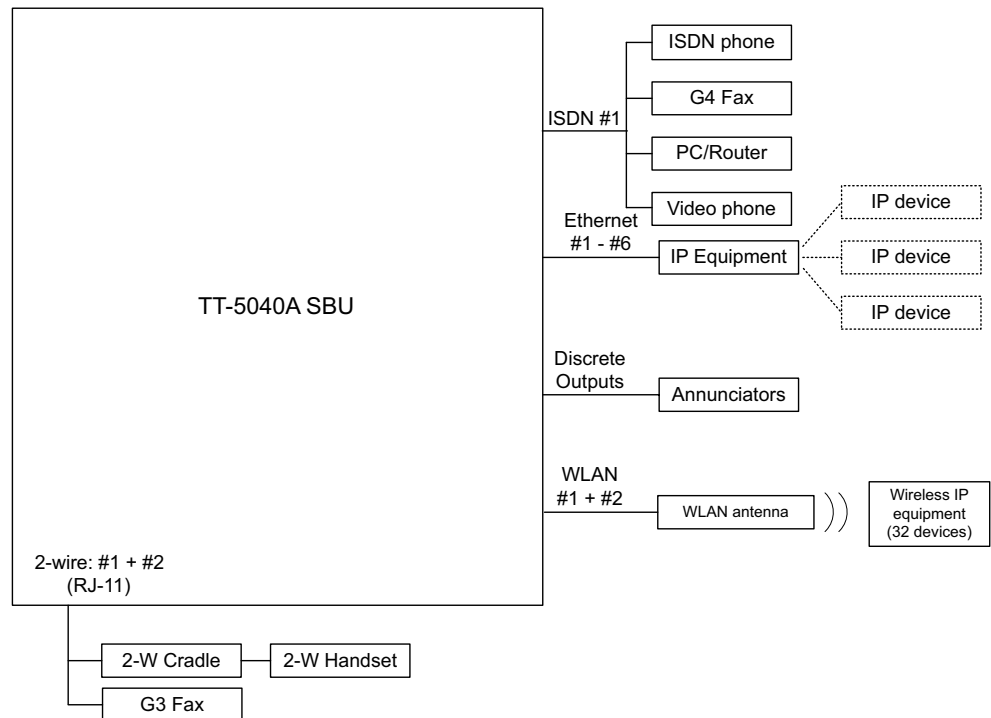 ISDN phone
G4 Fax
ISDN #1
PC/Router
Video phone
Ethernet
#1 - #6
IP Equipment
IP device
IP device
IP device
TT-5040A SBU
Discrete
Outputs
Annunciators
WLAN
#1 + #2
WLAN antenna
Wireless IP
equipment
(32 devices)
2-wire: #1 + #2
(RJ-11)
2-W Cradle
2-W Handset
G3 Fax